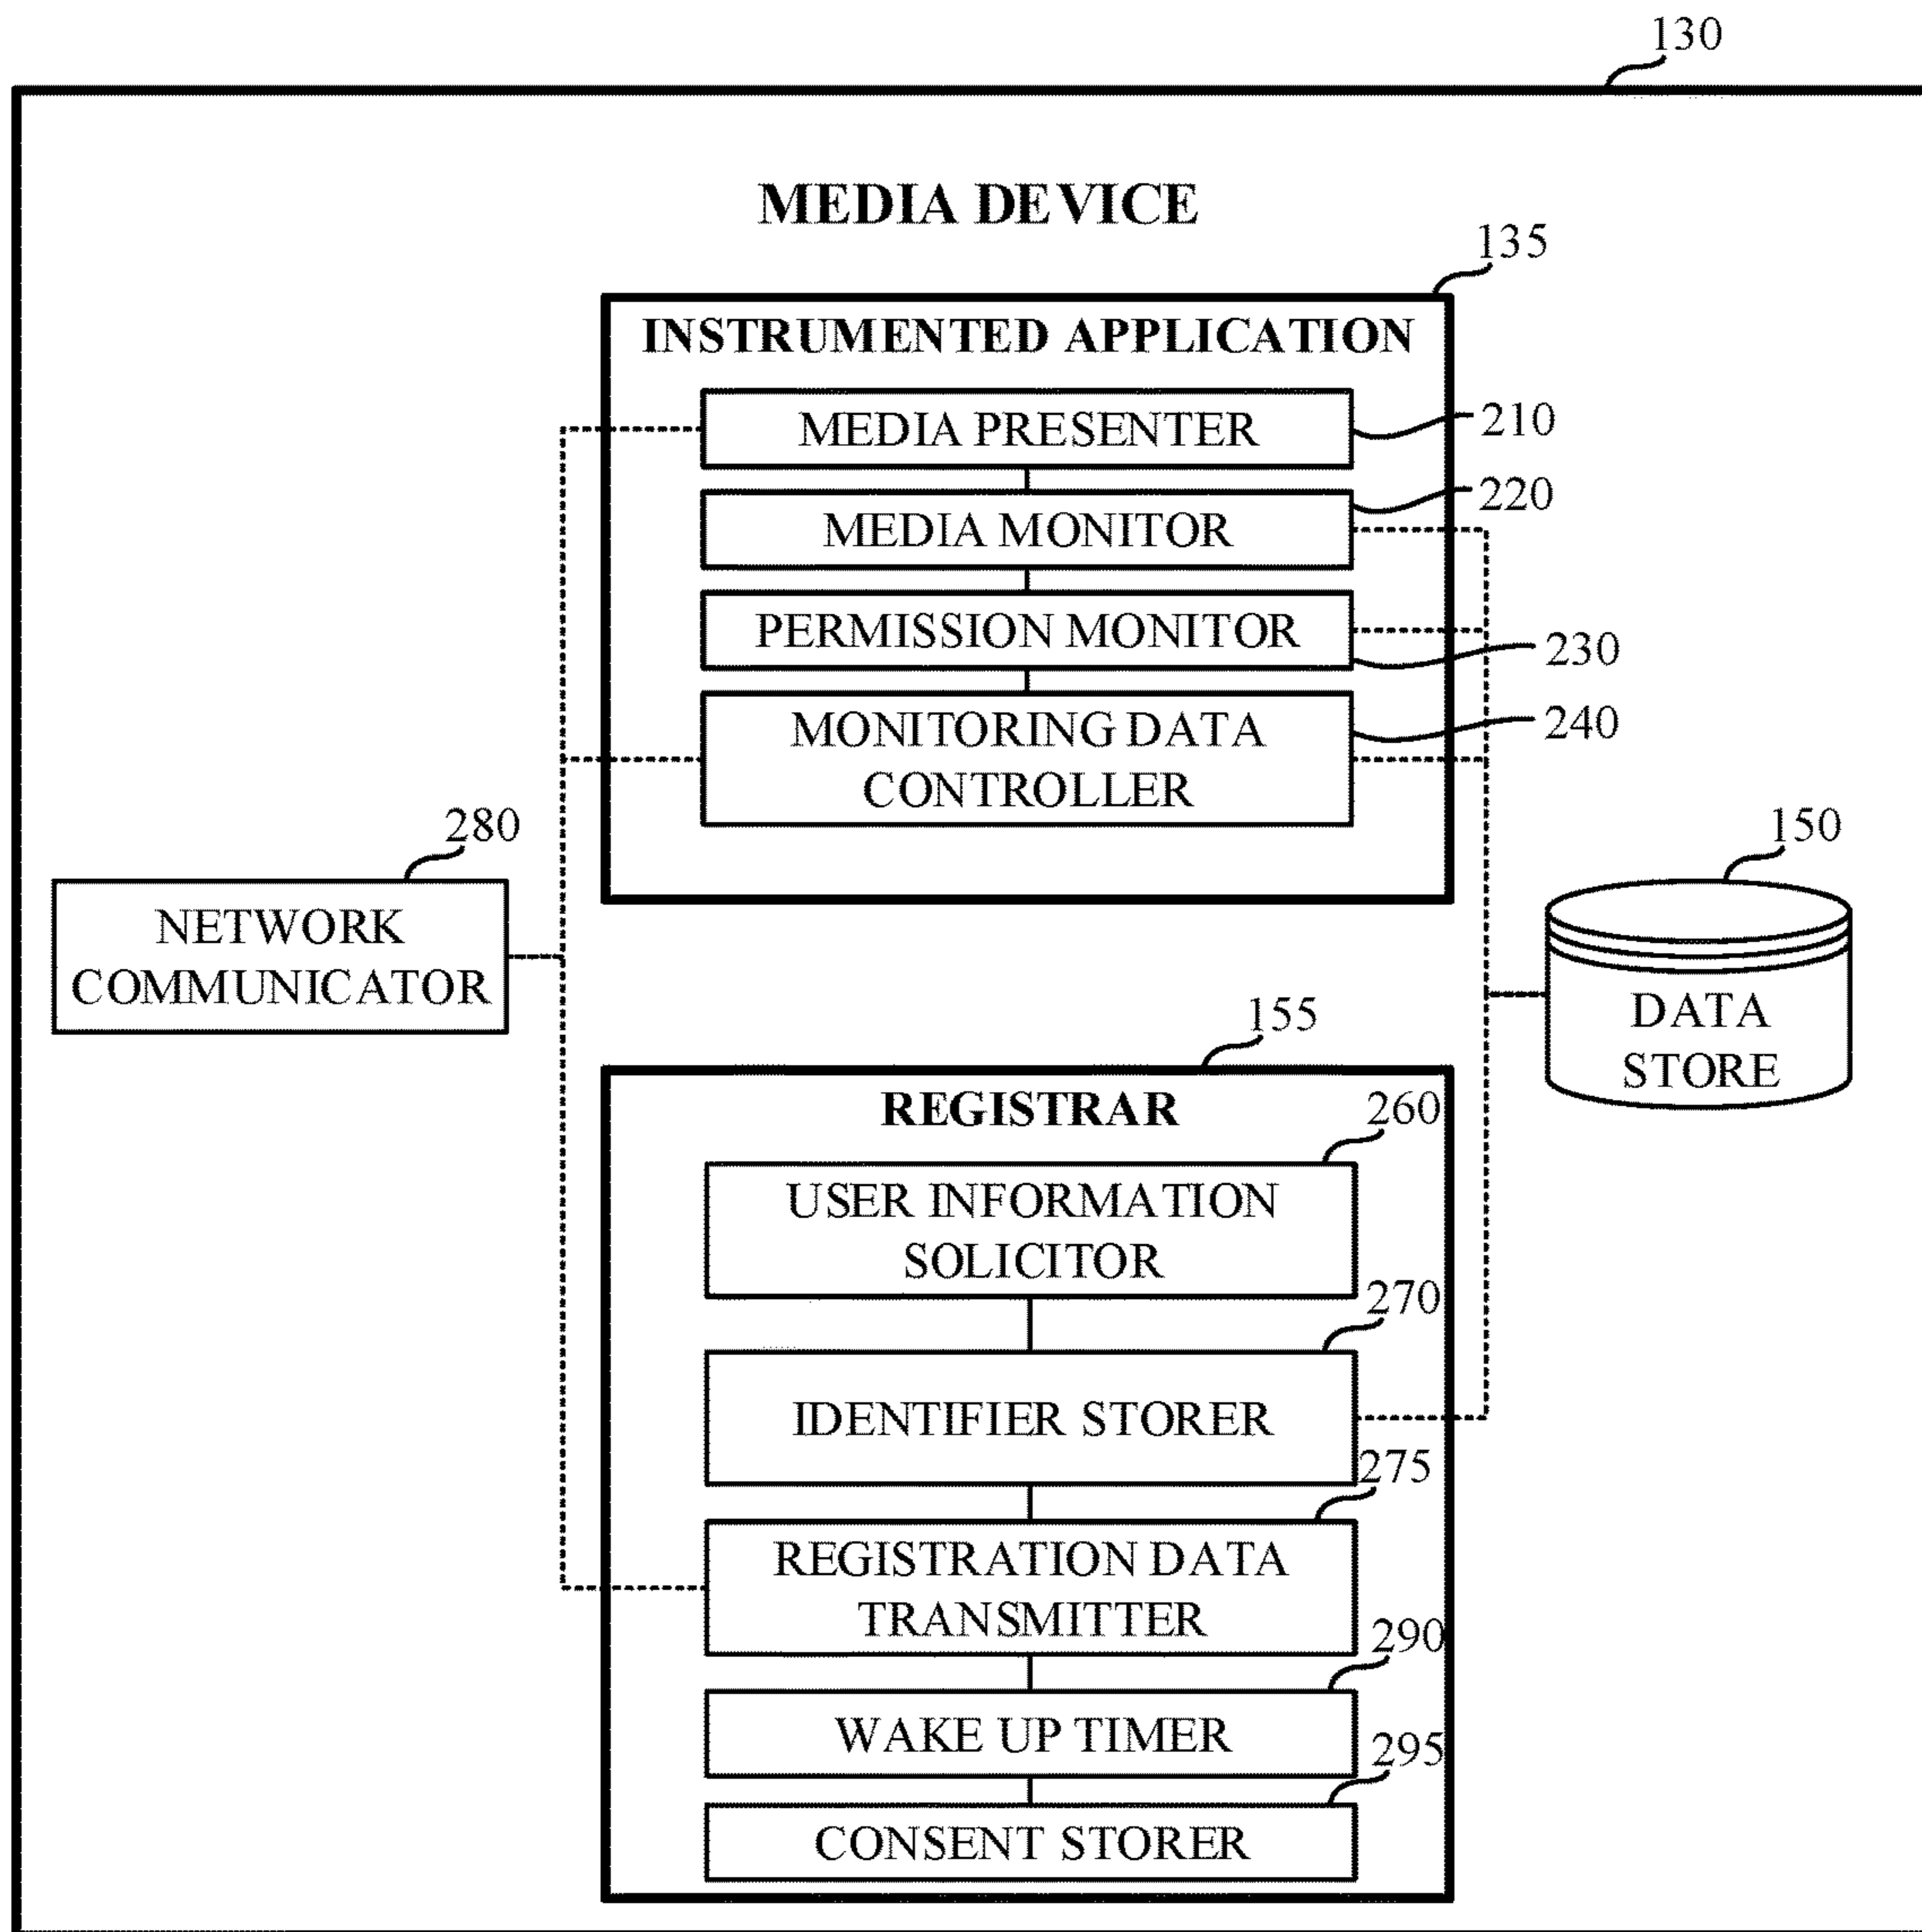 130
MEDIA DEVICE
135
INSTRUMENTED APPLICATION
MEDIA PRESENTER
210
220
MEDIA MONITOR
PERMISSION MONITOR
230
MONITORING DATA
CONTROLLER
240
280
NETWORK
COMMUNICATOR
150
DATA
STORE
155
REGISTRAR
260
USER INFORMATION
SOLICITOR
270
IDENTIFIER STORER
275
REGISTRATION DATA
TRANSMITTER
290
WAKE UP TIMER
295
CONSENT STORER